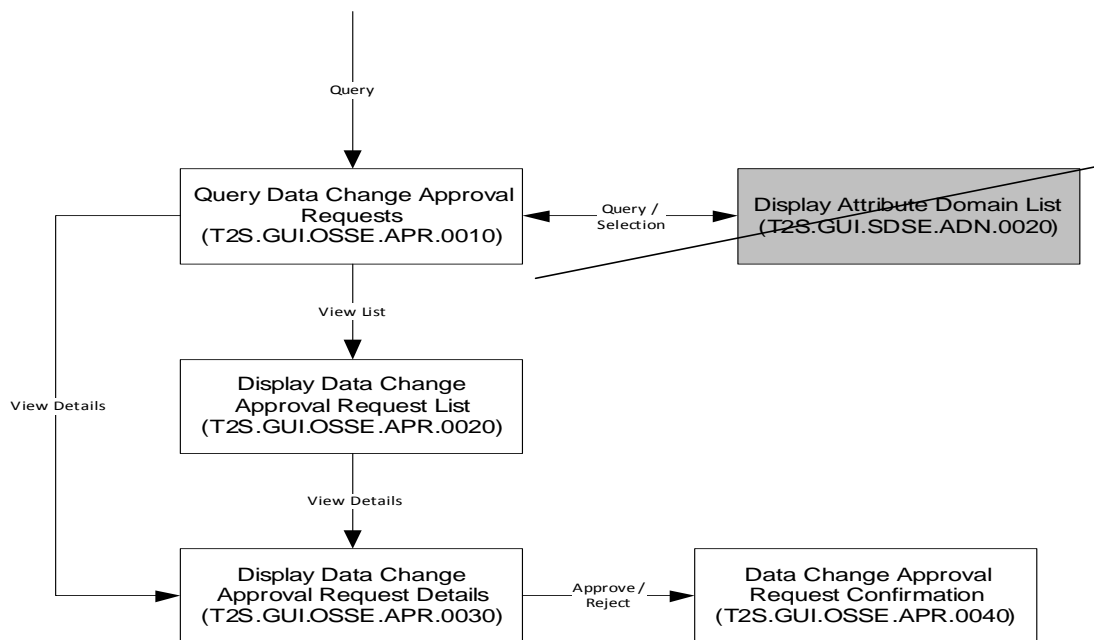 Query
Query Data Change Approval
Requests
(T2S.GUI.OSSE.APR.0010)
Query /
Selection
Display Attribute Domain List
(T2S.GUI.SDSE.ADN.0020)
View List
View Details
Display Data Change
Approval Request List
(T2S.GUI.OSSE.APR.0020)
View Details
Display Data Change
Approval Request Details
(T2S.GUI.OSSE.APR.0030)
Approve /
Reject
Data Change Approval
Request Confirmation
(T2S.GUI.OSSE.APR.0040)